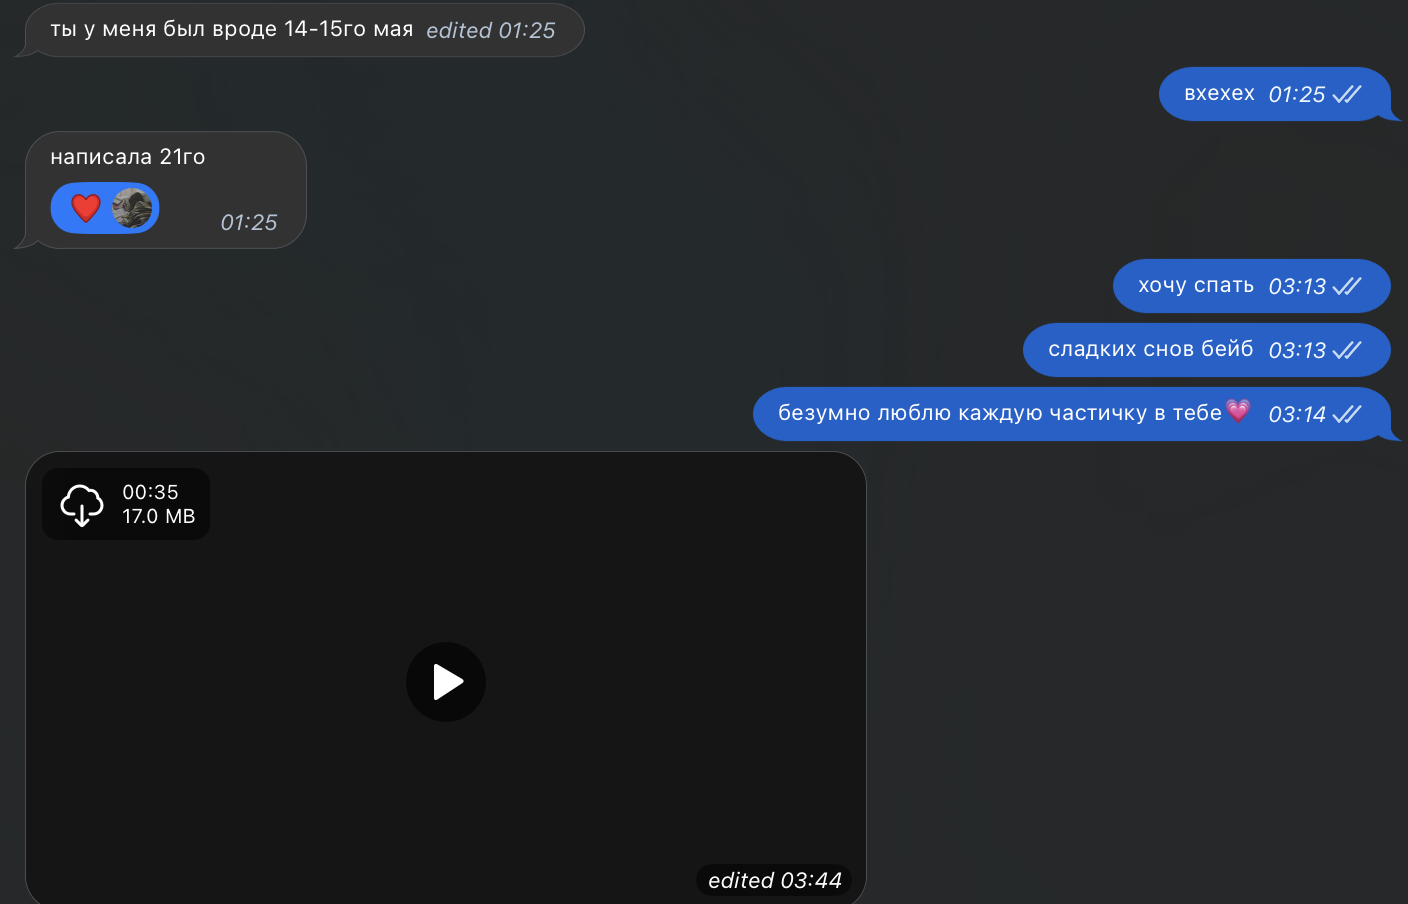 ты у меня был вроде 14-15го мая edited 01:25
вхехех 01:25
написала 21го
01:25
хочу спать 03:13
сладких снов бейб 03:13
безумно люблю каждую частичку в тебе💗 03:14
00:35
17.0 MB
edited 03:44